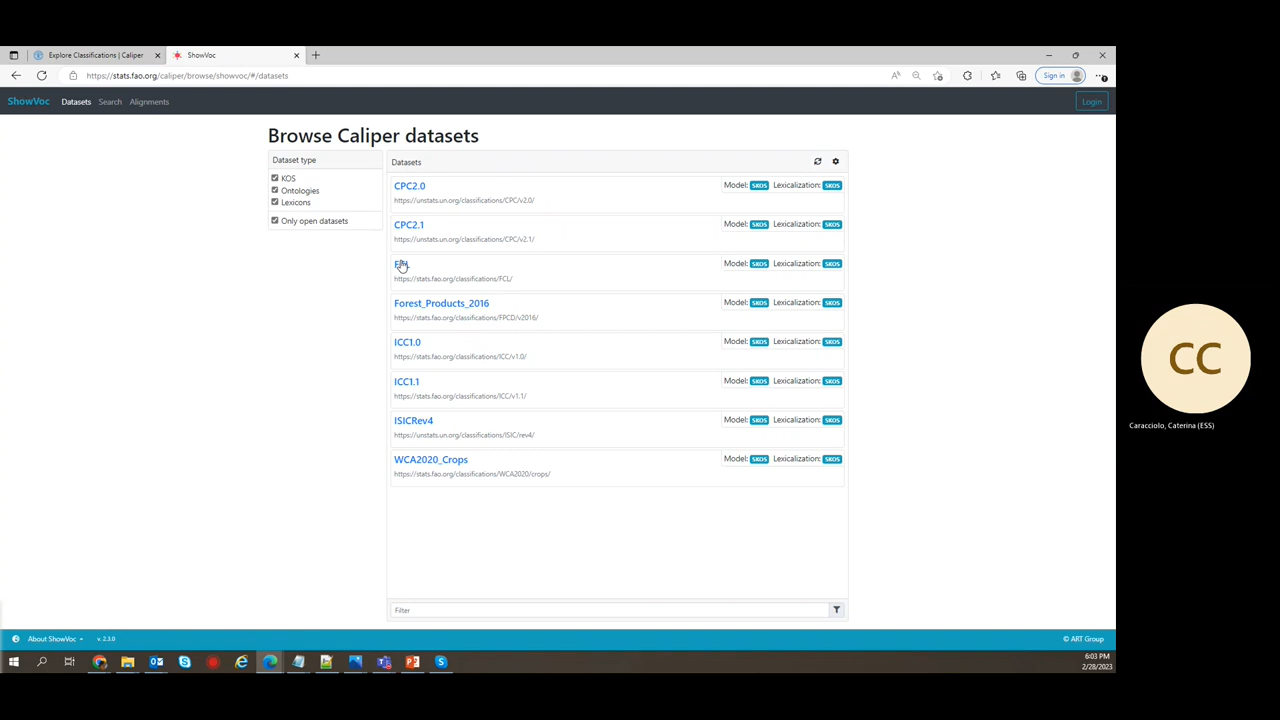 Explore Classifications | Caliper
ShowVoc
https://stats.fao.org/caliper/browse/showvoc/#/datasets
Sign in
ShowVoc Datasets Search Alignments
Login
Browse Caliper datasets
Dataset type
KOS
Ontologies
Lexicons
Only open datasets
Datasets
CPC2.0
Model: SKOS Lexicalization: SKOS
https://unstats.un.org/classifications/CPC/v2.0/
CPC2.1
Model: SKOS Lexicalization: SKOS
https://unstats.un.org/classifications/CPC/v2.1/
Model: SKOS Lexicalization: SKOS
https://stats.fao.org/classifications/FCL/
Forest_Products_2016
Model: SKOS Lexicalization: SKOS
https://stats.fao.org/classifications/FPCD/v2016/
ICC1.0
Model: SKOS Lexicalization: SKOS
https://stats.fao.org/classifications/ICC/v1.0/
ICC1.1
Model: SKOS Lexicalization: SKOS
https://stats.fao.org/classifications/ICC/v1.1/
ISICRev4
Model: SKOS Lexicalization: SKOS
https://unstats.un.org/classifications/ISIC/rev4/
WCA2020_Crops
Model: SKOS Lexicalization: SKOS
https://stats.fao.org/classifications/WCA2020/crops/
Filter
About ShowVoc
v. 2.3.0
© ART Group
6:03 PM
2/28/2023
CC
Caracciolo, Caterina (ESS)